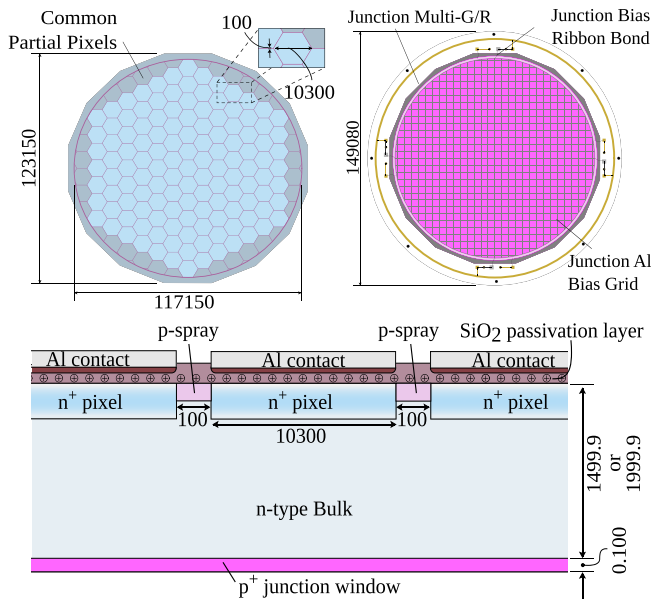 Common
Partial Pixels
100
10300
123150
117150
Junction Multi-G/R
Junction Bias
Ribbon Bond
149080
Junction Al
Bias Grid
p-spray
p-spray
SiO2 passivation layer
Al contact
Al contact
Al contact
n+ pixel
n+ pixel
n+ pixel
100
100
10300
1499.9
or
1999.9
n-type Bulk
0.100
p+ junction window